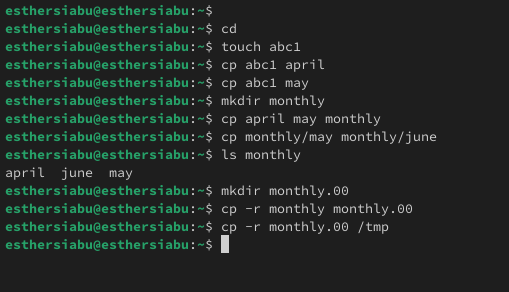 esthersiabu@esthersiabu:~$
esthersiabu@esthersiabu:~$ cd
esthersiabu@esthersiabu:~$ touch abc1
esthersiabu@esthersiabu:~$ cp abc1 april
esthersiabu@esthersiabu:~$ cp abc1 may
esthersiabu@esthersiabu:~$ mkdir monthly
esthersiabu@esthersiabu:~$ cp april may monthly
esthersiabu@esthersiabu:~$ cp monthly/may monthly/june
esthersiabu@esthersiabu:~$ ls monthly
april  june  may
esthersiabu@esthersiabu:~$ mkdir monthly.00
esthersiabu@esthersiabu:~$ cp -r monthly monthly.00
esthersiabu@esthersiabu:~$ cp -r monthly.00 /tmp
esthersiabu@esthersiabu:~$